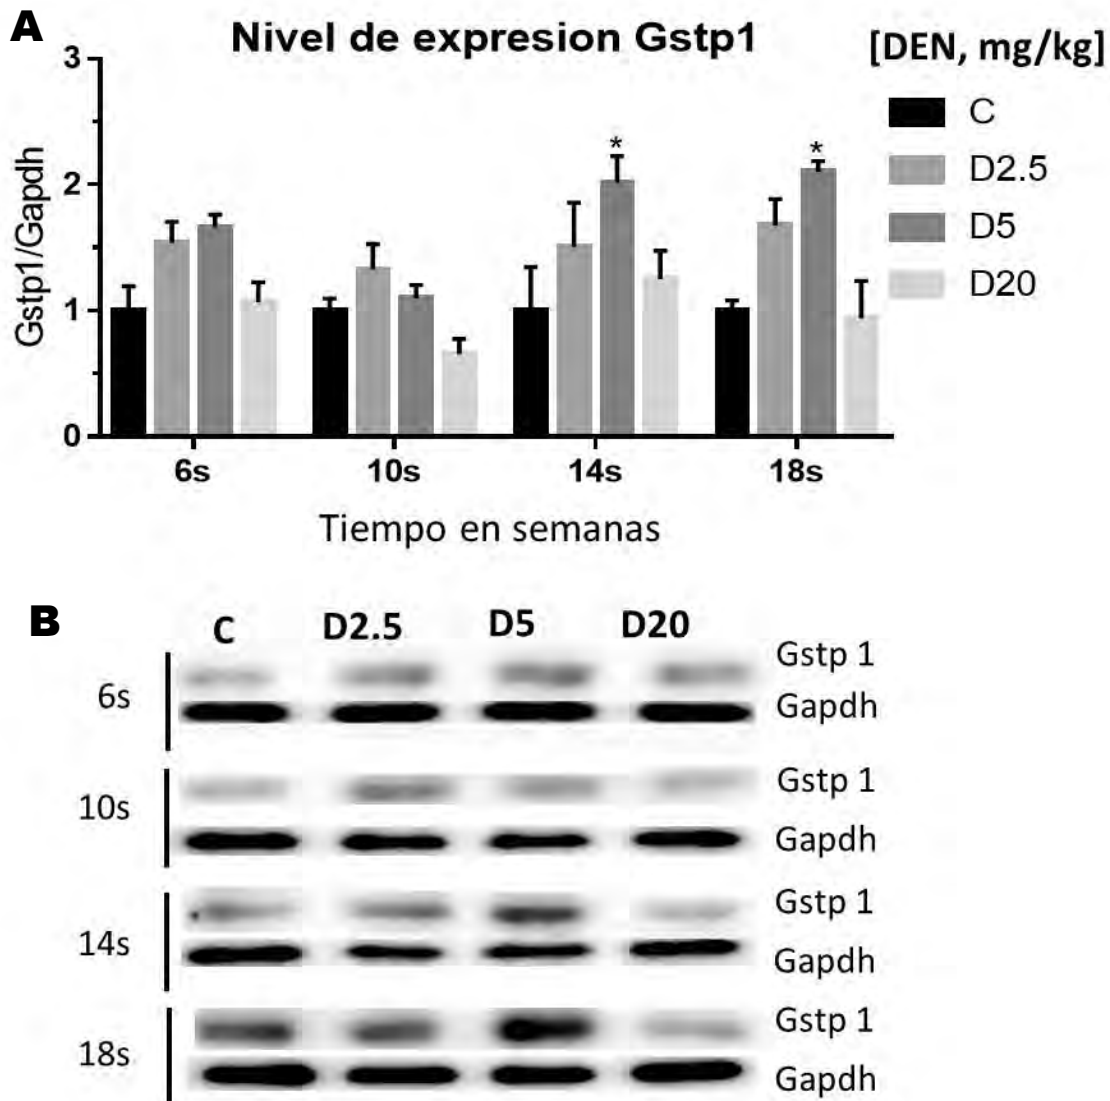 A
Nivel de expresion Gstp1
[DEN, mg/kg]
C
D2.5
D5
D20
Gstp1/Gapdh
3
2
1
0
*
*
6s
10s
14s
18s
Tiempo en semanas
B
C
D2.5
D5
D20
6s
Gstp 1
Gapdh
10s
Gstp 1
Gapdh
14s
Gstp 1
Gapdh
18s
Gstp 1
Gapdh